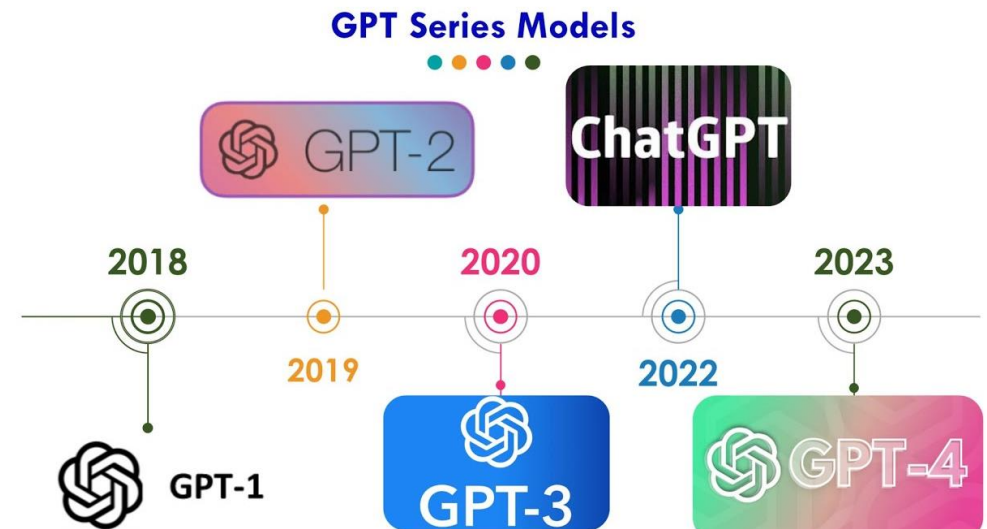 GPT Series Models
GPT-2
ChatGPT
2018
2020
2023
2019
2022
GPT-1
GPT-3
GPT-4